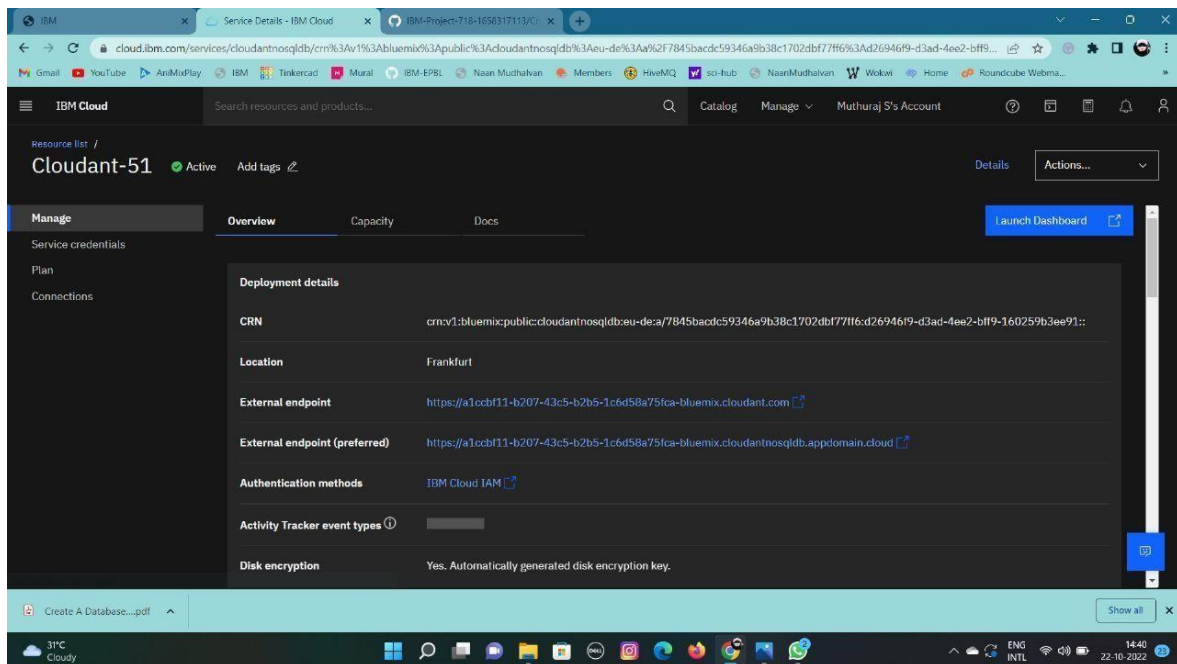 IBM
Service Details - IBM Cloud
IBM-Project-718-1658317113/Cr
cloud.ibm.com/services/cloudantnosqldb/crn%3Av1%3Abluemix%3Apublic%3Acloudantnosqldb%3Aeu-de%3Aa%2F7845bacdc59346a9b38c1702dbf77ff6%3Ad26946f9-d3ad-4ee2-bff9...
Gmail YouTube AniMixPlay IBM Tinkercad Mural IBM-EPBL Naan Mudhalvan Members HiveMQ sci-hub NaanMudhalvan Wokwi Home Roundcube Webma...
IBM Cloud Search resources and products... Catalog Manage Muthuraj S's Account
Resource list /
Cloudant-51 Active Add tags Details Actions...
Manage Overview Capacity Docs Launch Dashboard
Service credentials
Plan
Connections
Deployment details
CRN crn:v1:bluemix:public:cloudantnosqldb:eu-de:a/7845bacdc59346a9b38c1702dbf77ff6:d26946f9-d3ad-4ee2-bff9-160259b3ee91::
Location Frankfurt
External endpoint https://a1ccbf11-b207-43c5-b2b5-1c6d58a75fca-bluemix.cloudant.com
External endpoint (preferred) https://a1ccbf11-b207-43c5-b2b5-1c6d58a75fca-bluemix.cloudantnosqldb.appdomain.cloud
Authentication methods IBM Cloud IAM
Activity Tracker event types
Disk encryption Yes. Automatically generated disk encryption key.
Create A Database....pdf Show all
31°C
Cloudy
ENG
INTL
14:40
22-10-2022
23